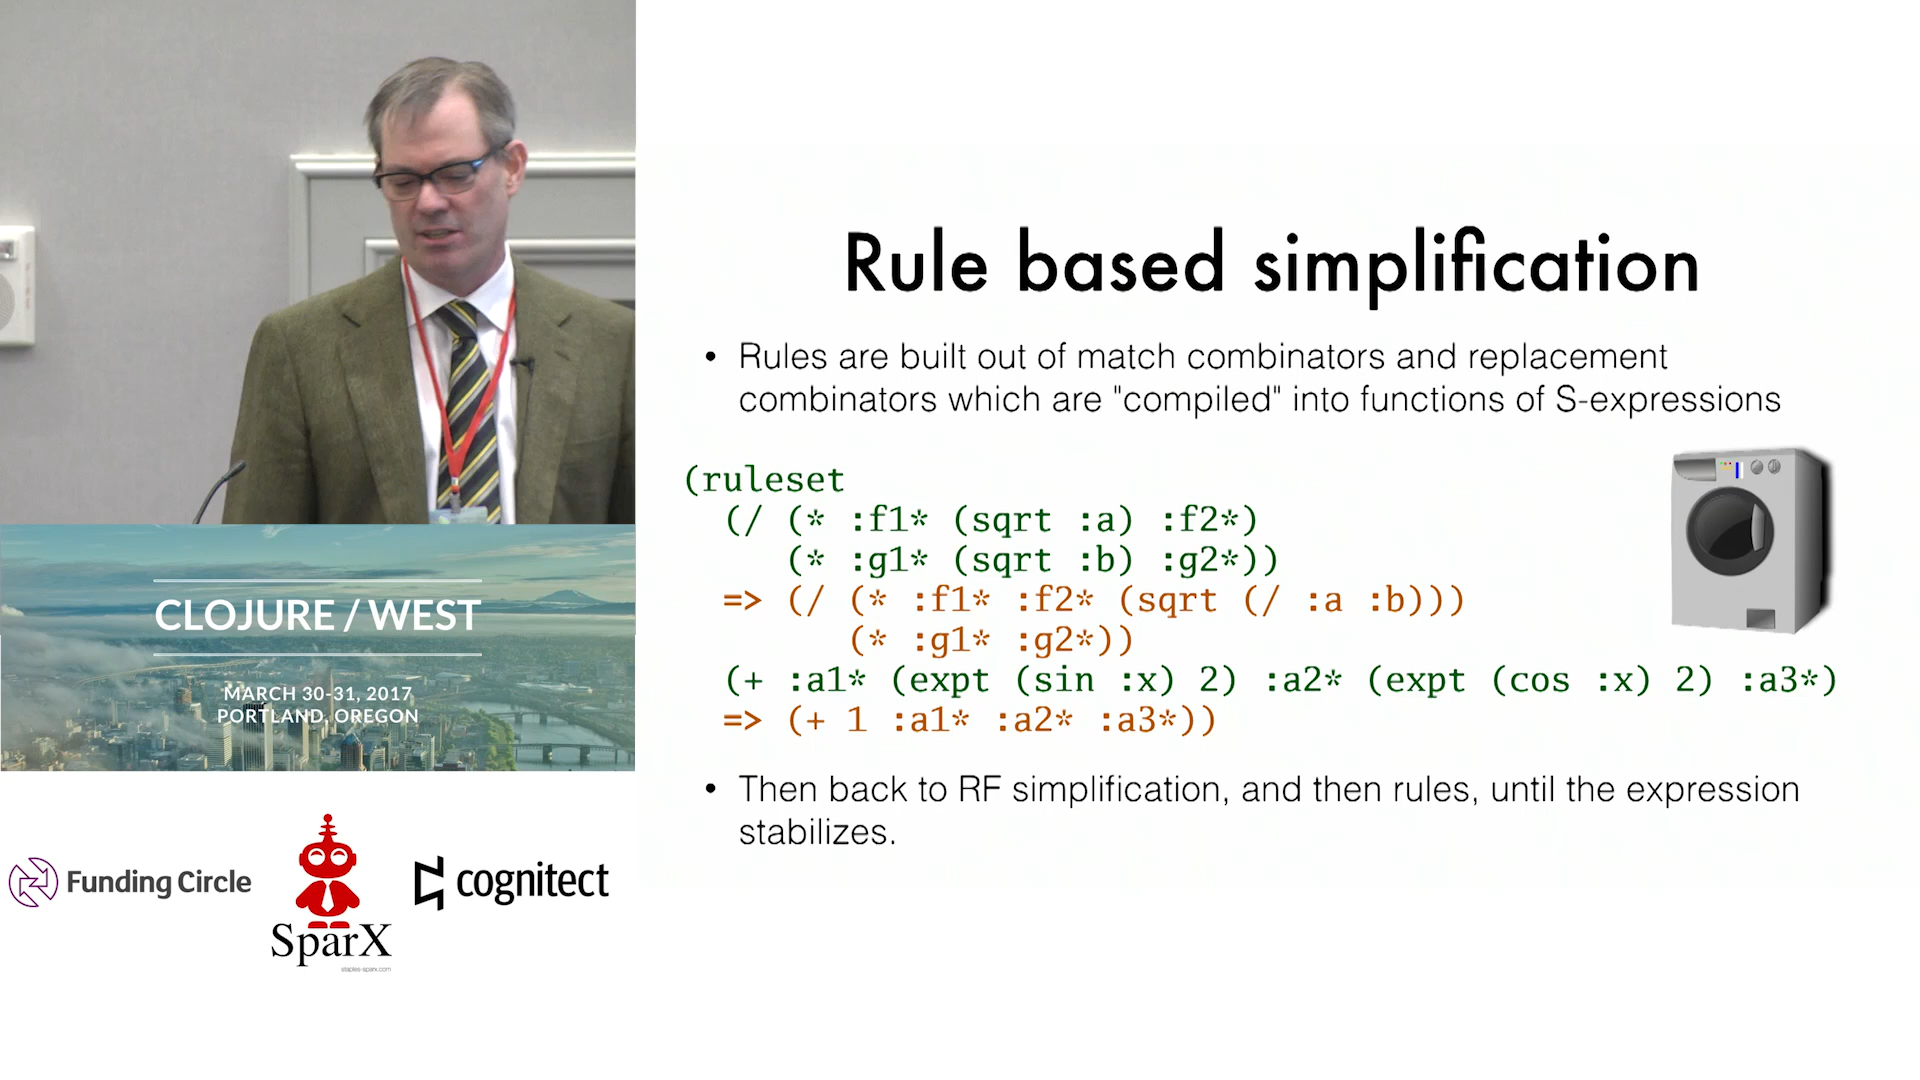 Rule based simplification
• Rules are built out of match combinators and replacement
combinators which are "compiled" into functions of S-expressions
(ruleset
(/ (* :f1* (sqrt :a) :f2*)
(* :g1* (sqrt :b) :g2*))
=> (/ (* :f1* :f2* (sqrt (/ :a :b)))
(* :g1* :g2*))
(+ :a1* (expt (sin :x) 2) :a2* (expt (cos :x) 2) :a3*)
=> (+ 1 :a1* :a2* :a3*))
• Then back to RF simplification, and then rules, until the expression
stabilizes.
CLOJURE / WEST
MARCH 30-31, 2017
PORTLAND, OREGON
Funding Circle
SparX
staples-sparx.com
cognitect